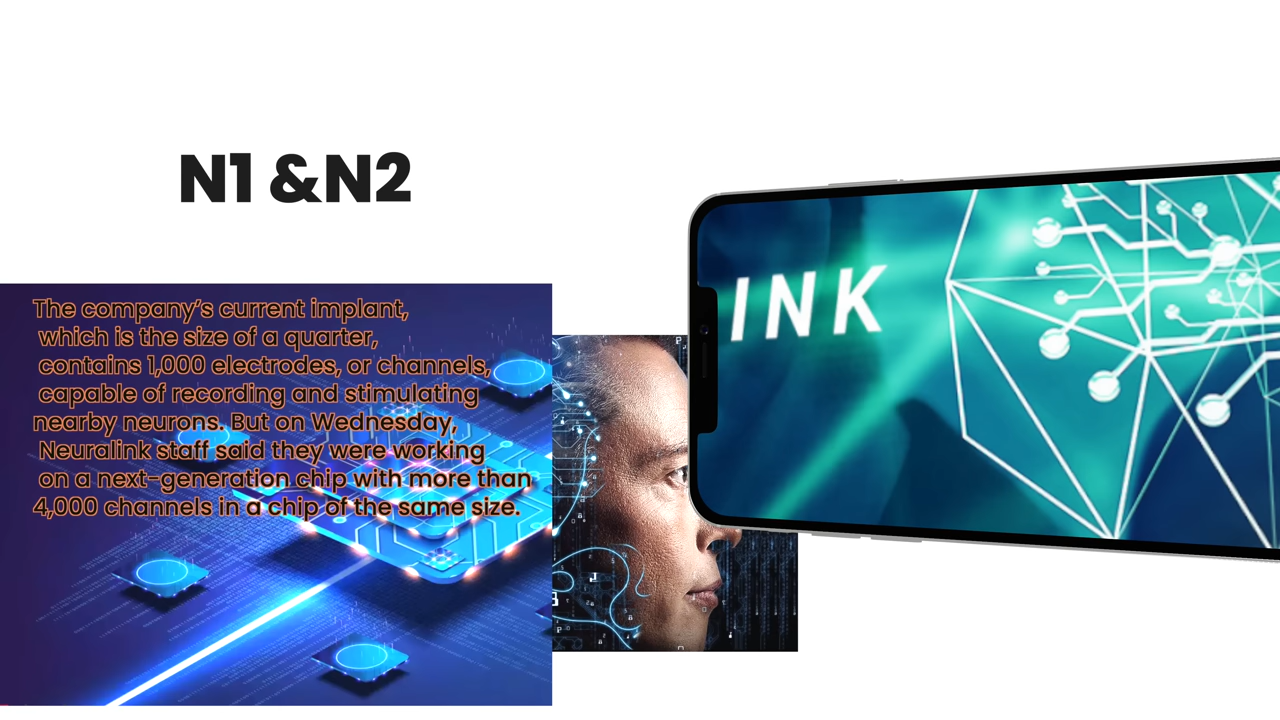 N1 &N2
The company's current implant,
which is the size of a quarter,
contains 1,000 electrodes, or channels,
capable of recording and stimulating
nearby neurons. But on Wednesday,
Neuralink staff said they were working
on a next-generation chip with more than
4,000 channels in a chip of the same size.
INK